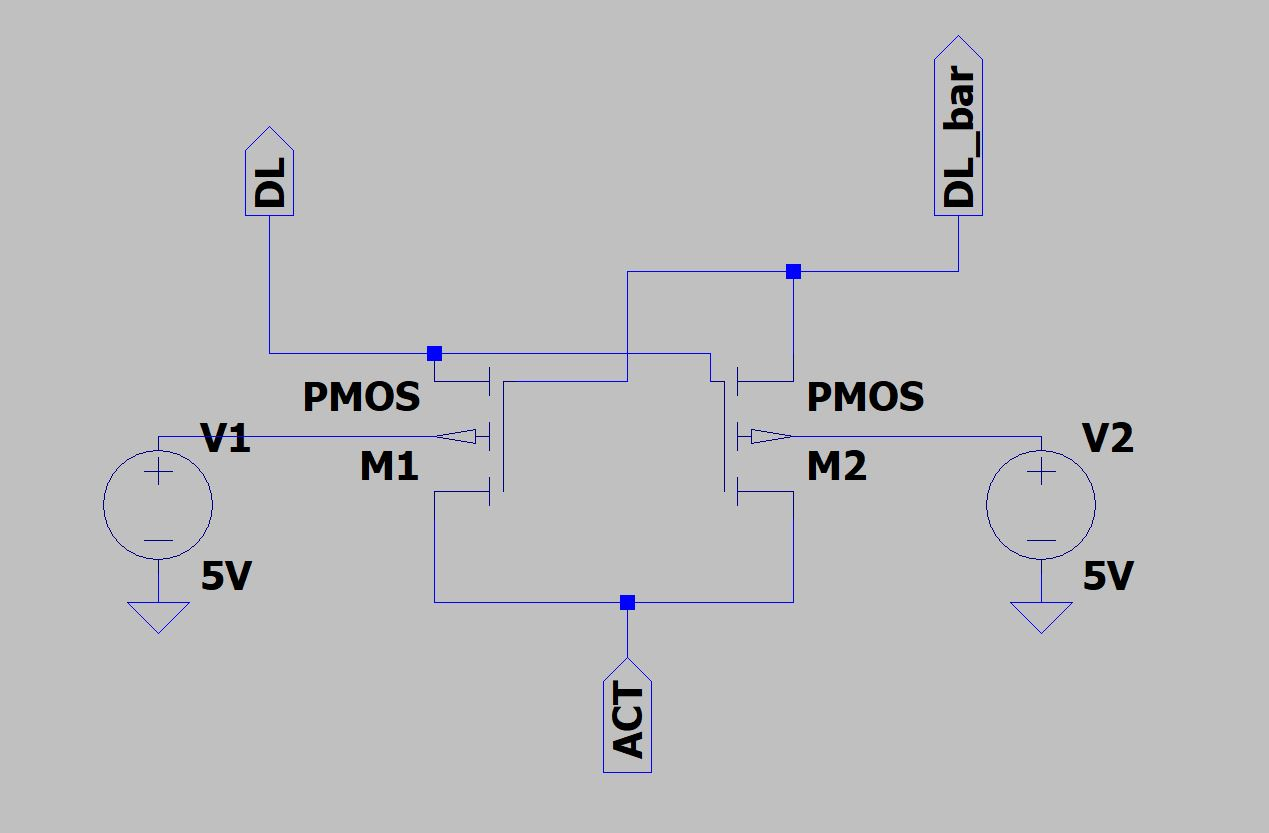 DL
DL_bar
PMOS
PMOS
V1
V2
M1
M2
5V
5V
ACT